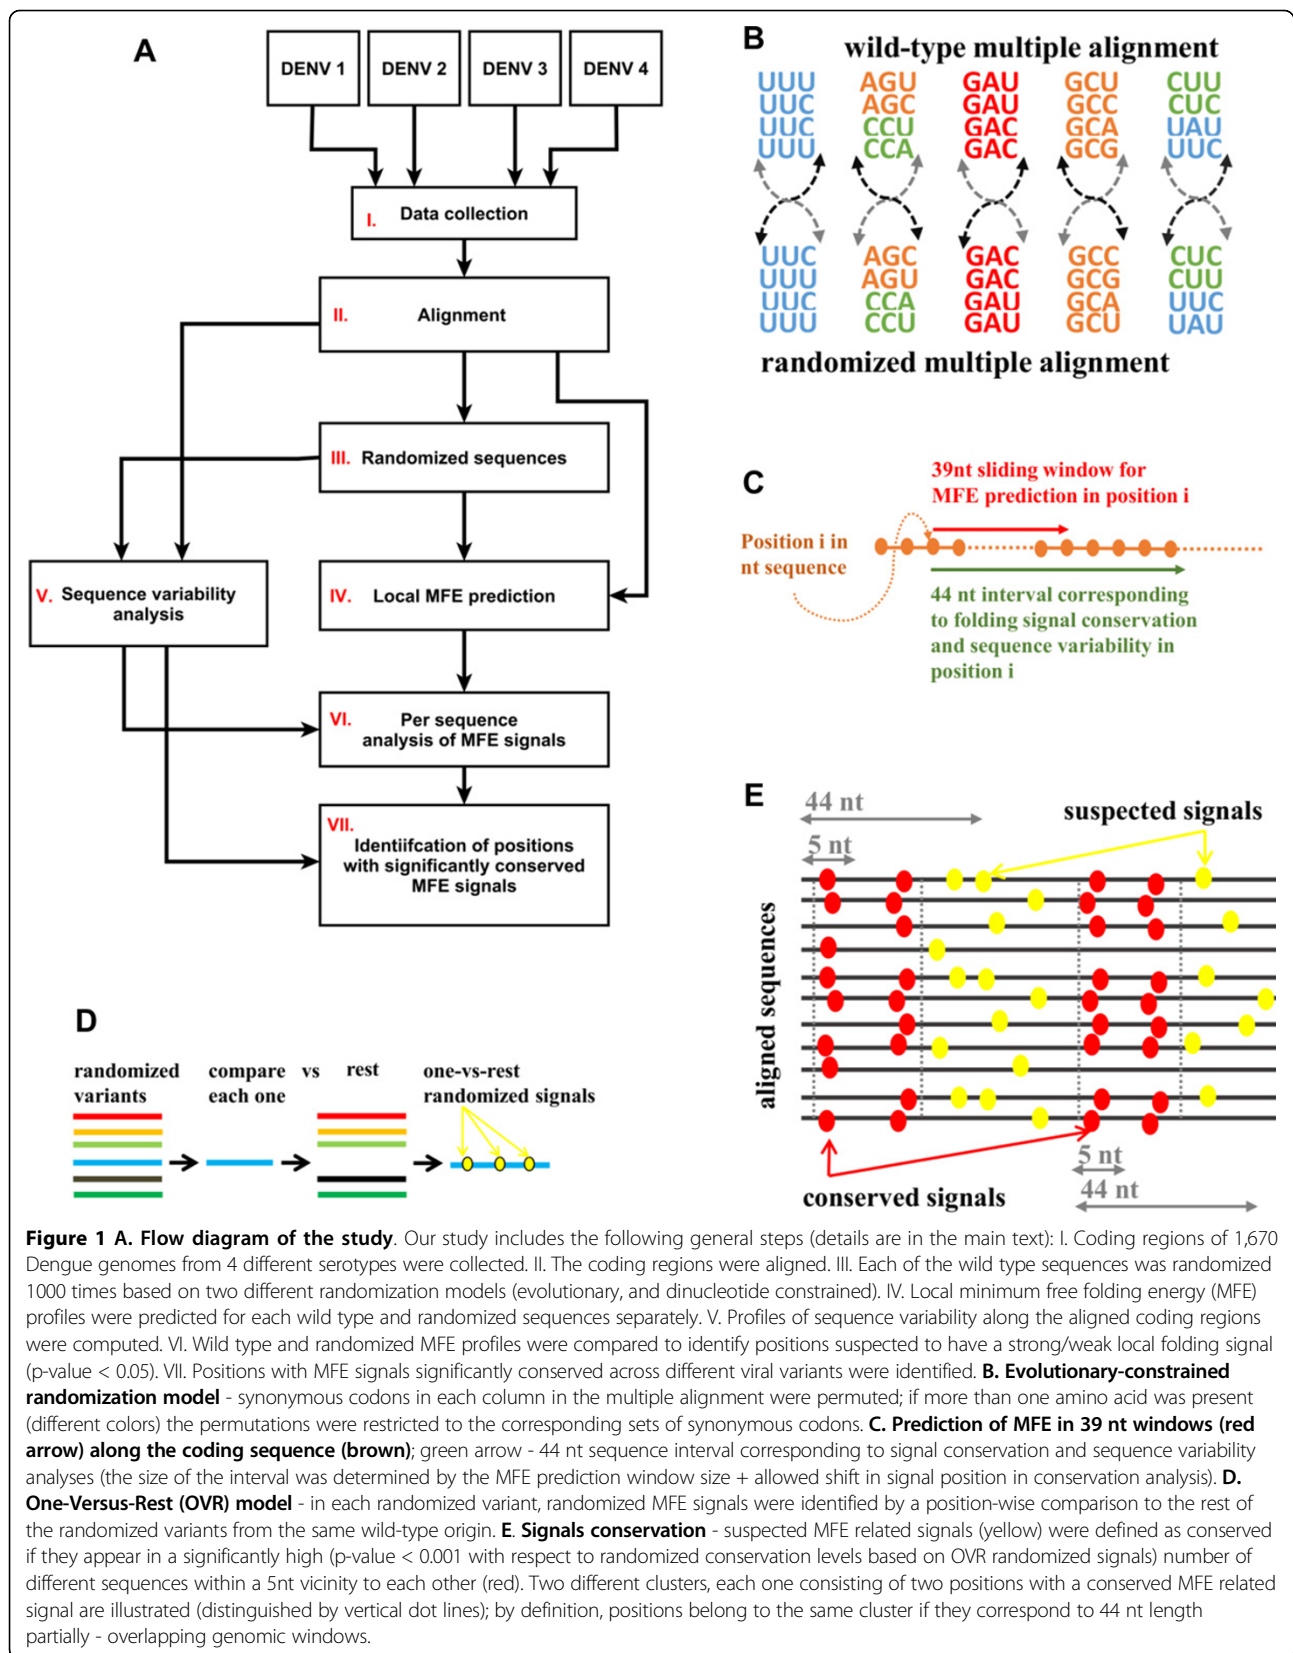 A
DENV 1
DENV 2
DENV 3
DENV 4
I. Data collection
II. Alignment
III. Randomized sequences
V. Sequence variability
analysis
IV. Local MFE prediction
VI. Per sequence
analysis of MFE signals
VII.
Identiifcation of positions
with significantly conserved
MFE signals
B
wild-type multiple alignment
UUU AGU GAU GCU CUU
UUC AGC GAU GCC CUC
UUC CCU GAC GCA UAU
UUU CCA GAC GCG UUC
UUC AGC GAC GCC CUC
UUU AGU GAC GCG CUU
UUC CCA GAU GCA UUC
UUU CCU GAU GCU UAU
randomized multiple alignment
C
39nt sliding window for
MFE prediction in position i
Position i in
nt sequence
44 nt interval corresponding
to folding signal conservation
and sequence variability in
position i
D
randomized
variants
compare
each one
vs
rest
one-vs-rest
randomized signals
E
44 nt
5 nt
suspected signals
aligned sequences
conserved signals
5 nt
44 nt
Figure 1 A. Flow diagram of the study. Our study includes the following general steps (details are in the main text): I. Coding regions of 1,670
Dengue genomes from 4 different serotypes were collected. II. The coding regions were aligned. III. Each of the wild type sequences was randomized
1000 times based on two different randomization models (evolutionary, and dinucleotide constrained). IV. Local minimum free folding energy (MFE)
profiles were predicted for each wild type and randomized sequences separately. V. Profiles of sequence variability along the aligned coding regions
were computed. VI. Wild type and randomized MFE profiles were compared to identify positions suspected to have a strong/weak local folding signal
(p-value < 0.05). VII. Positions with MFE signals significantly conserved across different viral variants were identified. B. Evolutionary-constrained
randomization model - synonymous codons in each column in the multiple alignment were permuted; if more than one amino acid was present
(different colors) the permutations were restricted to the corresponding sets of synonymous codons. C. Prediction of MFE in 39 nt windows (red
arrow) along the coding sequence (brown); green arrow - 44 nt sequence interval corresponding to signal conservation and sequence variability
analyses (the size of the interval was determined by the MFE prediction window size + allowed shift in signal position in conservation analysis). D.
One-Versus-Rest (OVR) model - in each randomized variant, randomized MFE signals were identified by a position-wise comparison to the rest of
the randomized variants from the same wild-type origin. E. Signals conservation - suspected MFE related signals (yellow) were defined as conserved
if they appear in a significantly high (p-value < 0.001 with respect to randomized conservation levels based on OVR randomized signals) number of
different sequences within a 5nt vicinity to each other (red). Two different clusters, each one consisting of two positions with a conserved MFE related
signal are illustrated (distinguished by vertical dot lines); by definition, positions belong to the same cluster if they correspond to 44 nt length
partially - overlapping genomic windows.